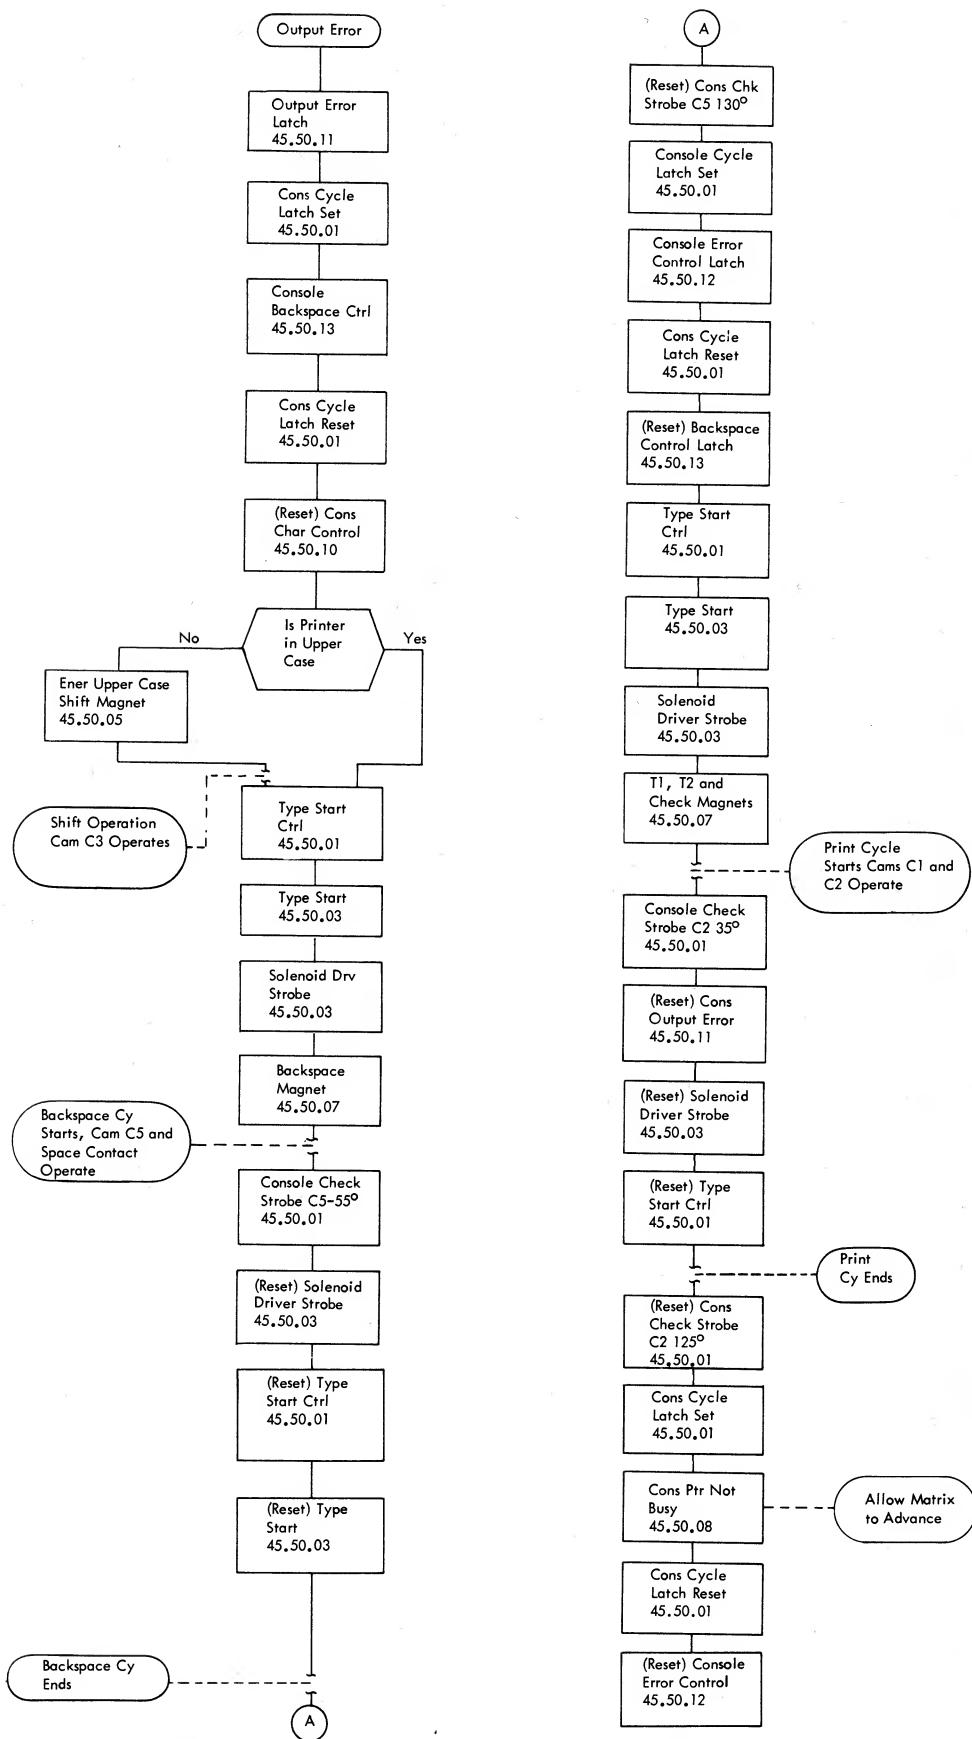 Output Error
Output Error
Latch
45.50.11
Cons Cycle
Latch Set
45.50.01
Console
Backspace Ctrl
45.50.13
Cons Cycle
Latch Reset
45.50.01
(Reset) Cons
Char Control
45.50.10
Is Printer
in Upper
Case
No
Yes
Ener Upper Case
Shift Magnet
45.50.05
Shift Operation
Cam C3 Operates
Type Start
Ctrl
45.50.01
Type Start
45.50.03
Solenoid Drv
Strobe
45.50.03
Backspace
Magnet
45.50.07
Backspace Cy
Starts, Cam C5 and
Space Contact
Operate
Console Check
Strobe C5-55°
45.50.01
(Reset) Solenoid
Driver Strobe
45.50.03
(Reset) Type
Start Ctrl
45.50.01
(Reset) Type
Start
45.50.03
Backspace Cy
Ends
A
A
(Reset) Cons Chk
Strobe C5 130°
Console Cycle
Latch Set
45.50.01
Console Error
Control Latch
45.50.12
Cons Cycle
Latch Reset
45.50.01
(Reset) Backspace
Control Latch
45.50.13
Type Start
Ctrl
45.50.01
Type Start
45.50.03
Solenoid
Driver Strobe
45.50.03
T1, T2 and
Check Magnets
45.50.07
Print Cycle
Starts Cams C1 and
C2 Operate
Console Check
Strobe C2 35°
45.50.01
(Reset) Cons
Output Error
45.50.11
(Reset) Solenoid
Driver Strobe
45.50.03
(Reset) Type
Start Ctrl
45.50.01
Print
Cy Ends
(Reset) Cons
Check Strobe
C2 125°
45.50.01
Cons Cycle
Latch Set
45.50.01
Cons Ptr Not
Busy
45.50.08
Allow Matrix
to Advance
Cons Cycle
Latch Reset
45.50.01
(Reset) Console
Error Control
45.50.12